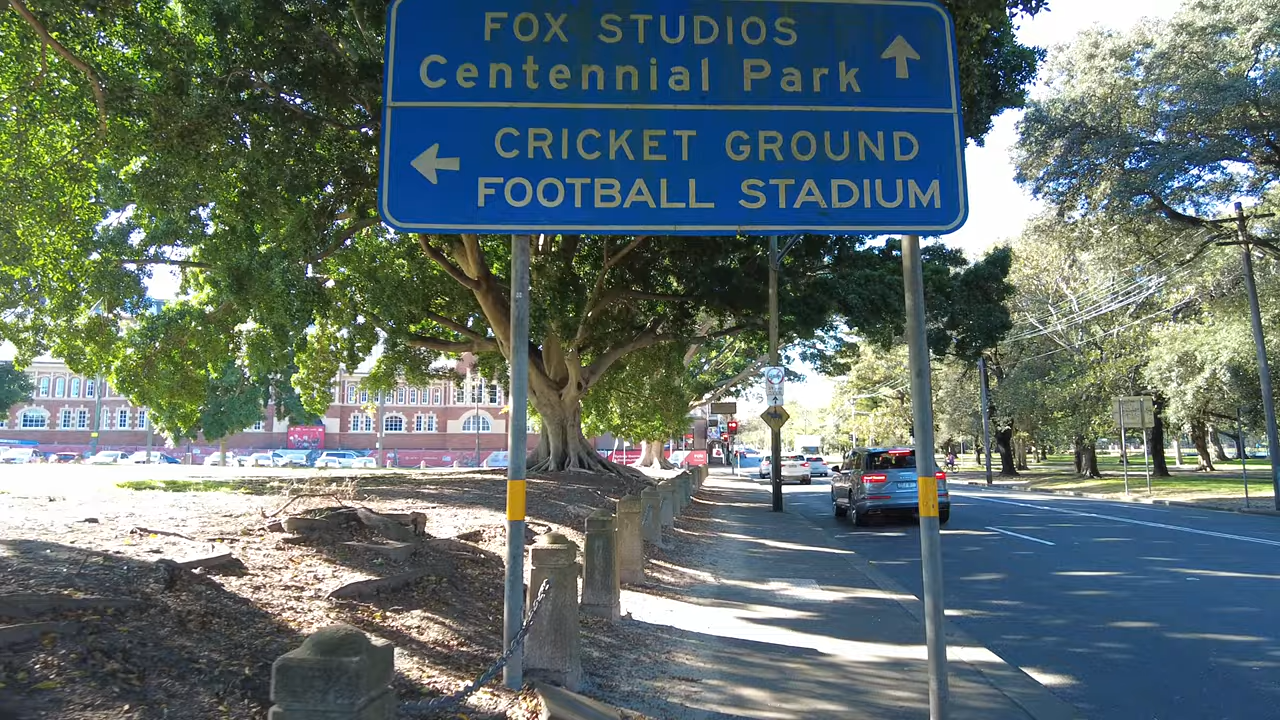 FOX STUDIOS
Centennial Park
CRICKET GROUND
FOOTBALL STADIUM